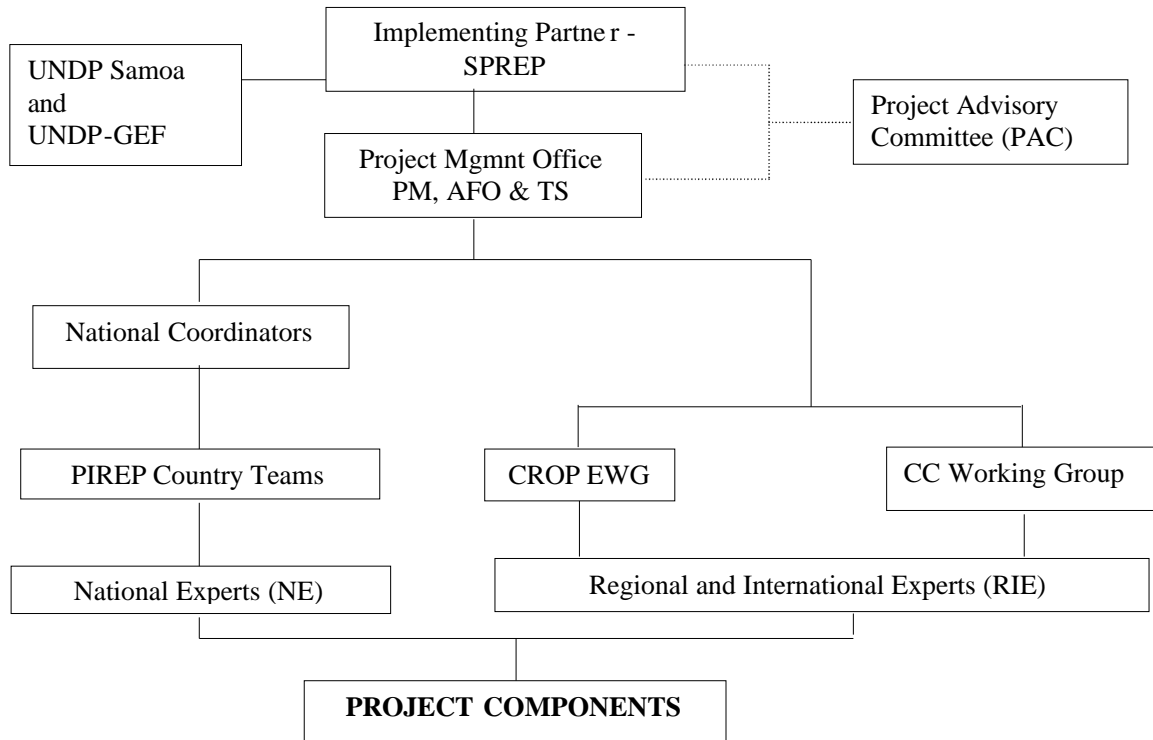 Implementing Partner -
SPREP
UNDP Samoa
and
UNDP-GEF
Project Advisory
Committee (PAC)
Project Mgmnt Office
PM, AFO & TS
National Coordinators
PIREP Country Teams
CROP EWG
CC Working Group
National Experts (NE)
Regional and International Experts (RIE)
PROJECT COMPONENTS